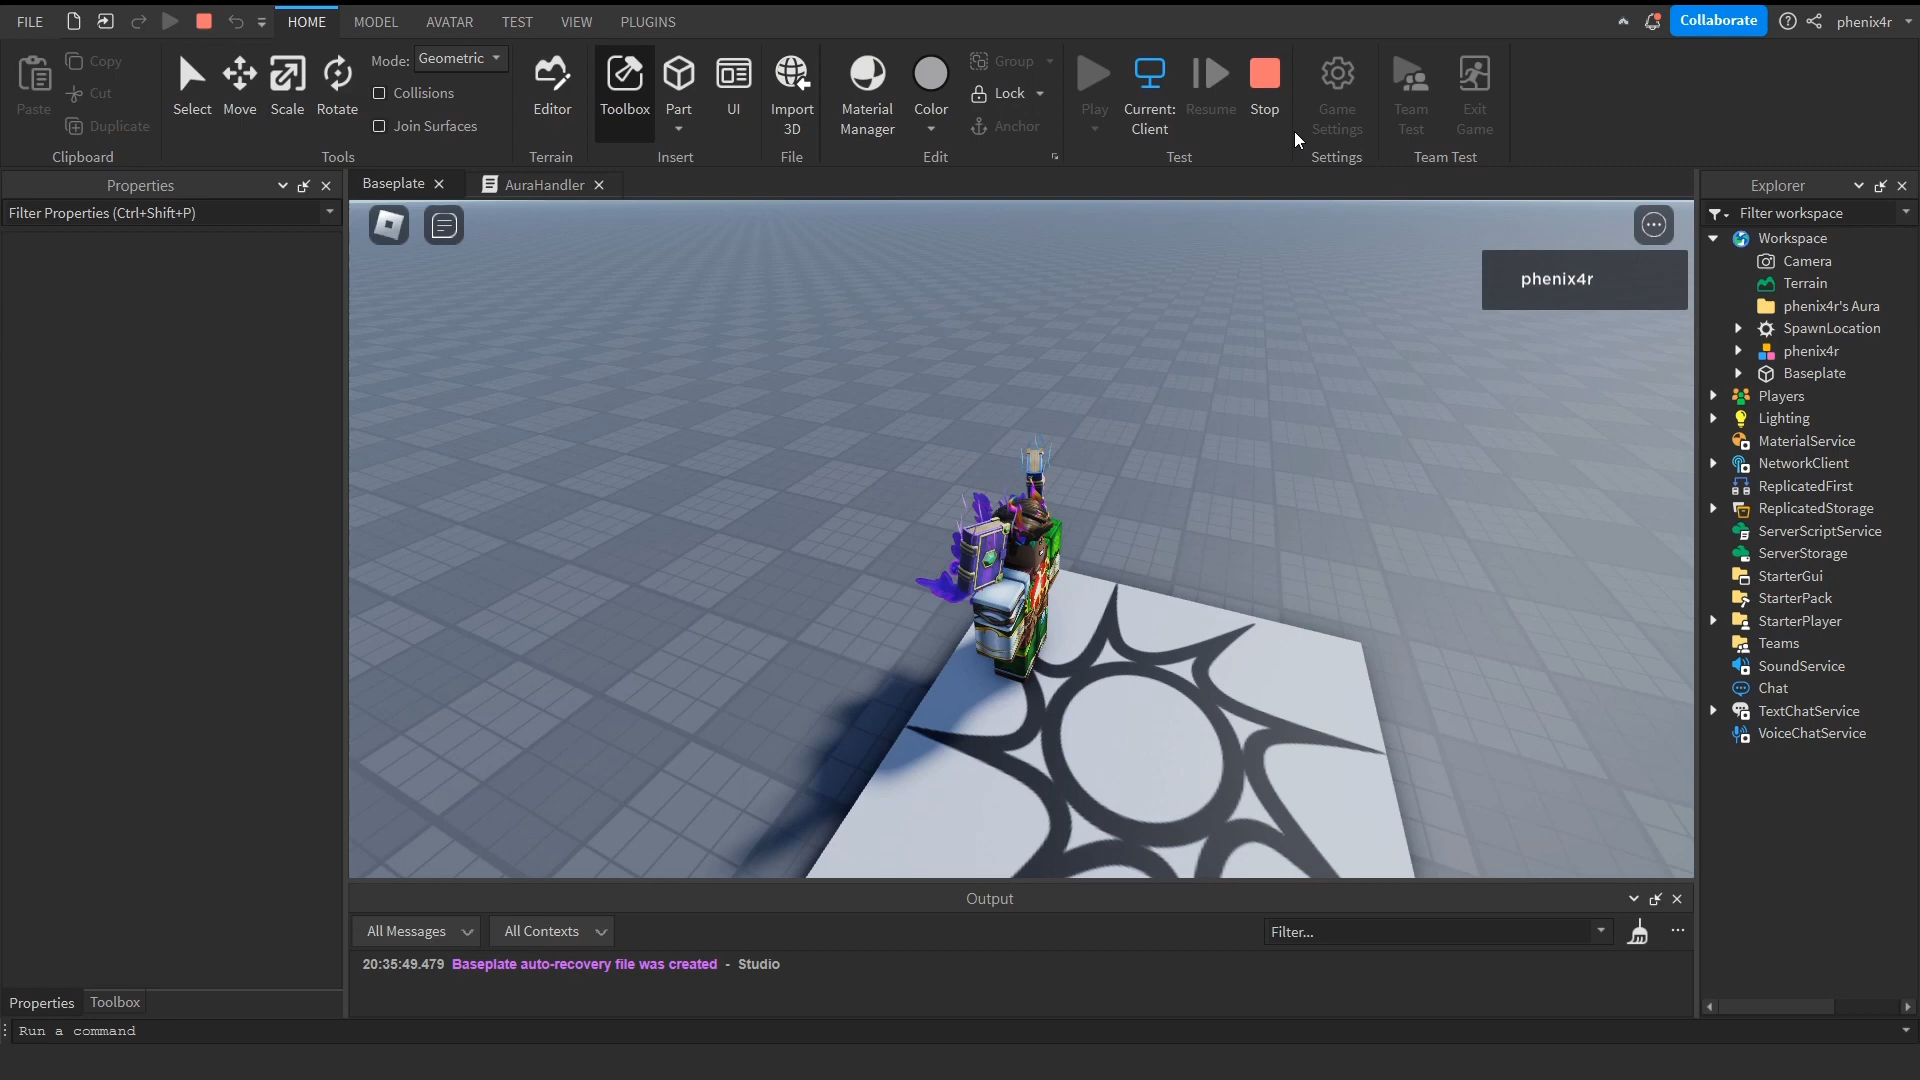 FILE HOME MODEL AVATAR TEST VIEW PLUGINS Collaborate phenix4r
Paste Copy Cut Duplicate Clipboard
Select Move Scale Rotate Mode: Geometric Collisions Join Surfaces Tools
Editor Terrain
Toolbox Part UI Insert
Import 3D File
Material Manager Color Group Lock Anchor Edit
Play Current: Client Resume Stop Test
Game Settings Settings
Team Test Exit Game Team Test
Properties
Filter Properties (Ctrl+Shift+P)
Baseplate AuraHandler
phenix4r
Explorer
Filter workspace
Workspace
Camera
Terrain
phenix4r's Aura
SpawnLocation
phenix4r
Baseplate
Players
Lighting
MaterialService
NetworkClient
ReplicatedFirst
ReplicatedStorage
ServerScriptService
ServerStorage
StarterGui
StarterPack
StarterPlayer
Teams
SoundService
Chat
TextChatService
VoiceChatService
Output
All Messages All Contexts Filter...
20:35:49.479 Baseplate auto-recovery file was created - Studio
Properties Toolbox
Run a command